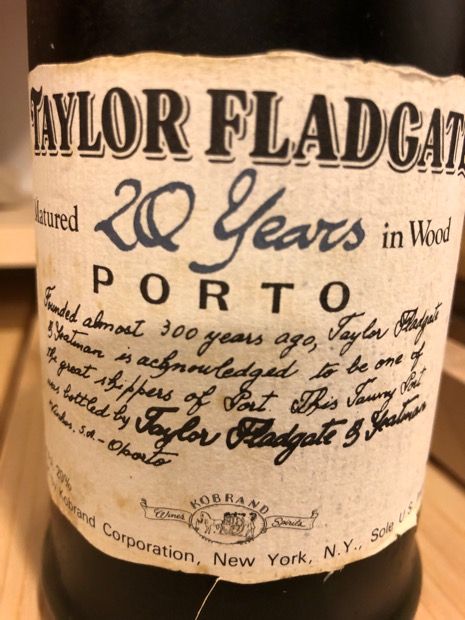 TAYLOR FLADGAT
Matured 20 Years in Wood
PORTO
Founded almost 300 years ago, Taylor Fladgate
& Yeatman is acknowledged to be one of
the great shippers of Port. This Tawny Port
was bottled by Taylor Fladgate & Yeatman
S.A. - Oporto
20%
KOBRAND
Wines Spirits
Kobrand Corporation, New York, N.Y., Sole U.S.